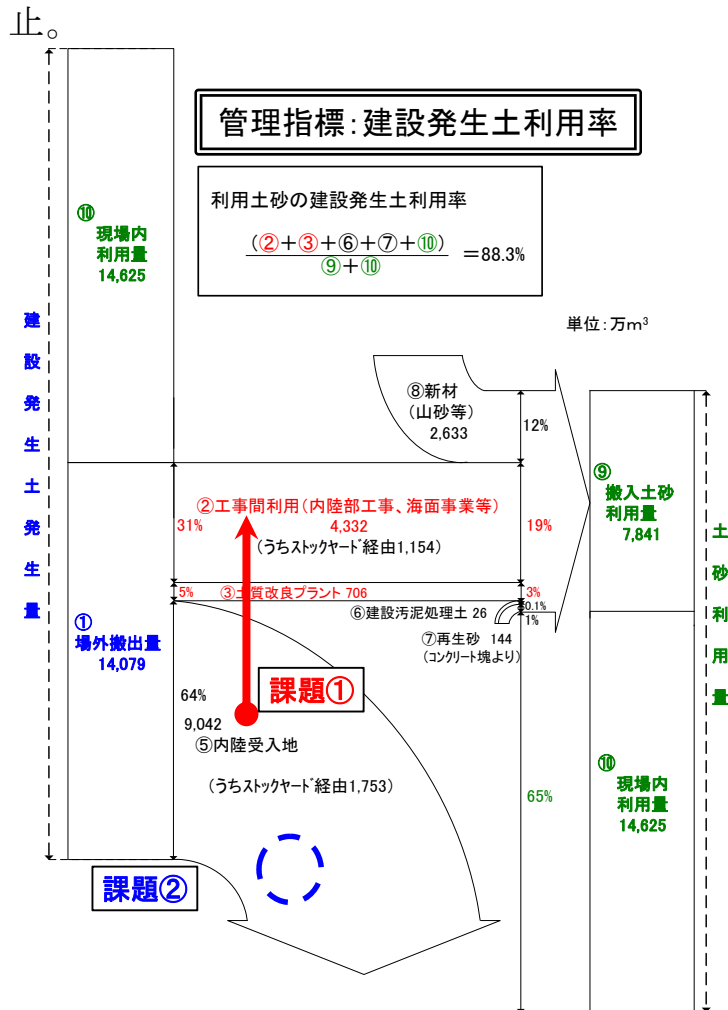 止。
管理指標：建設発生土利用率
利用土砂の建設発生土利用率
(②+③+⑥+⑦+⑩)
⑨+⑩
＝88.3%
単位：万m³
建設発生土発生量
⑩
現場内
利用量
14,625
①
場外搬出量
14,079
⑧新材
(山砂等)
2,633
12%
②工事間利用(内陸部工事、海面事業等)
31%
4,332
19%
(うちストックヤード経由1,154)
5%
③土質改良プラント 706
3%
⑥建設汚泥処理土 26
0.1%
1%
⑦再生砂 144
(コンクリート塊より)
64%
課題①
9,042
⑤内陸受入地
(うちストックヤード経由1,753)
65%
課題②
⑨
搬入土砂
利用量
7,841
⑩
現場内
利用量
14,625
土砂利用量